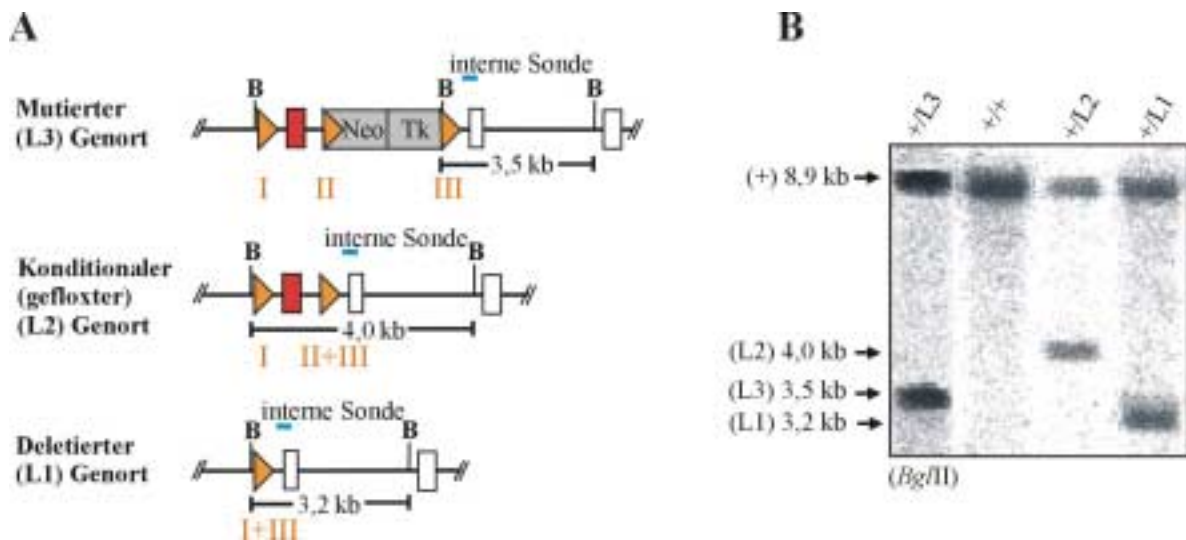 A
interne Sonde
B B B
Mutierter
(L3) Genort
Neo Tk
3,5 kb
I II III
interne Sonde
B B
Konditionaler
(gefloxter)
(L2) Genort
4,0 kb
I II+III
interne Sonde
B B
Deletierter
(L1) Genort
3,2 kb
I+III
B
+/L3 +/+ +/L2 +/L1
(+) 8,9 kb
(L2) 4,0 kb
(L3) 3,5 kb
(L1) 3,2 kb
(BglII)